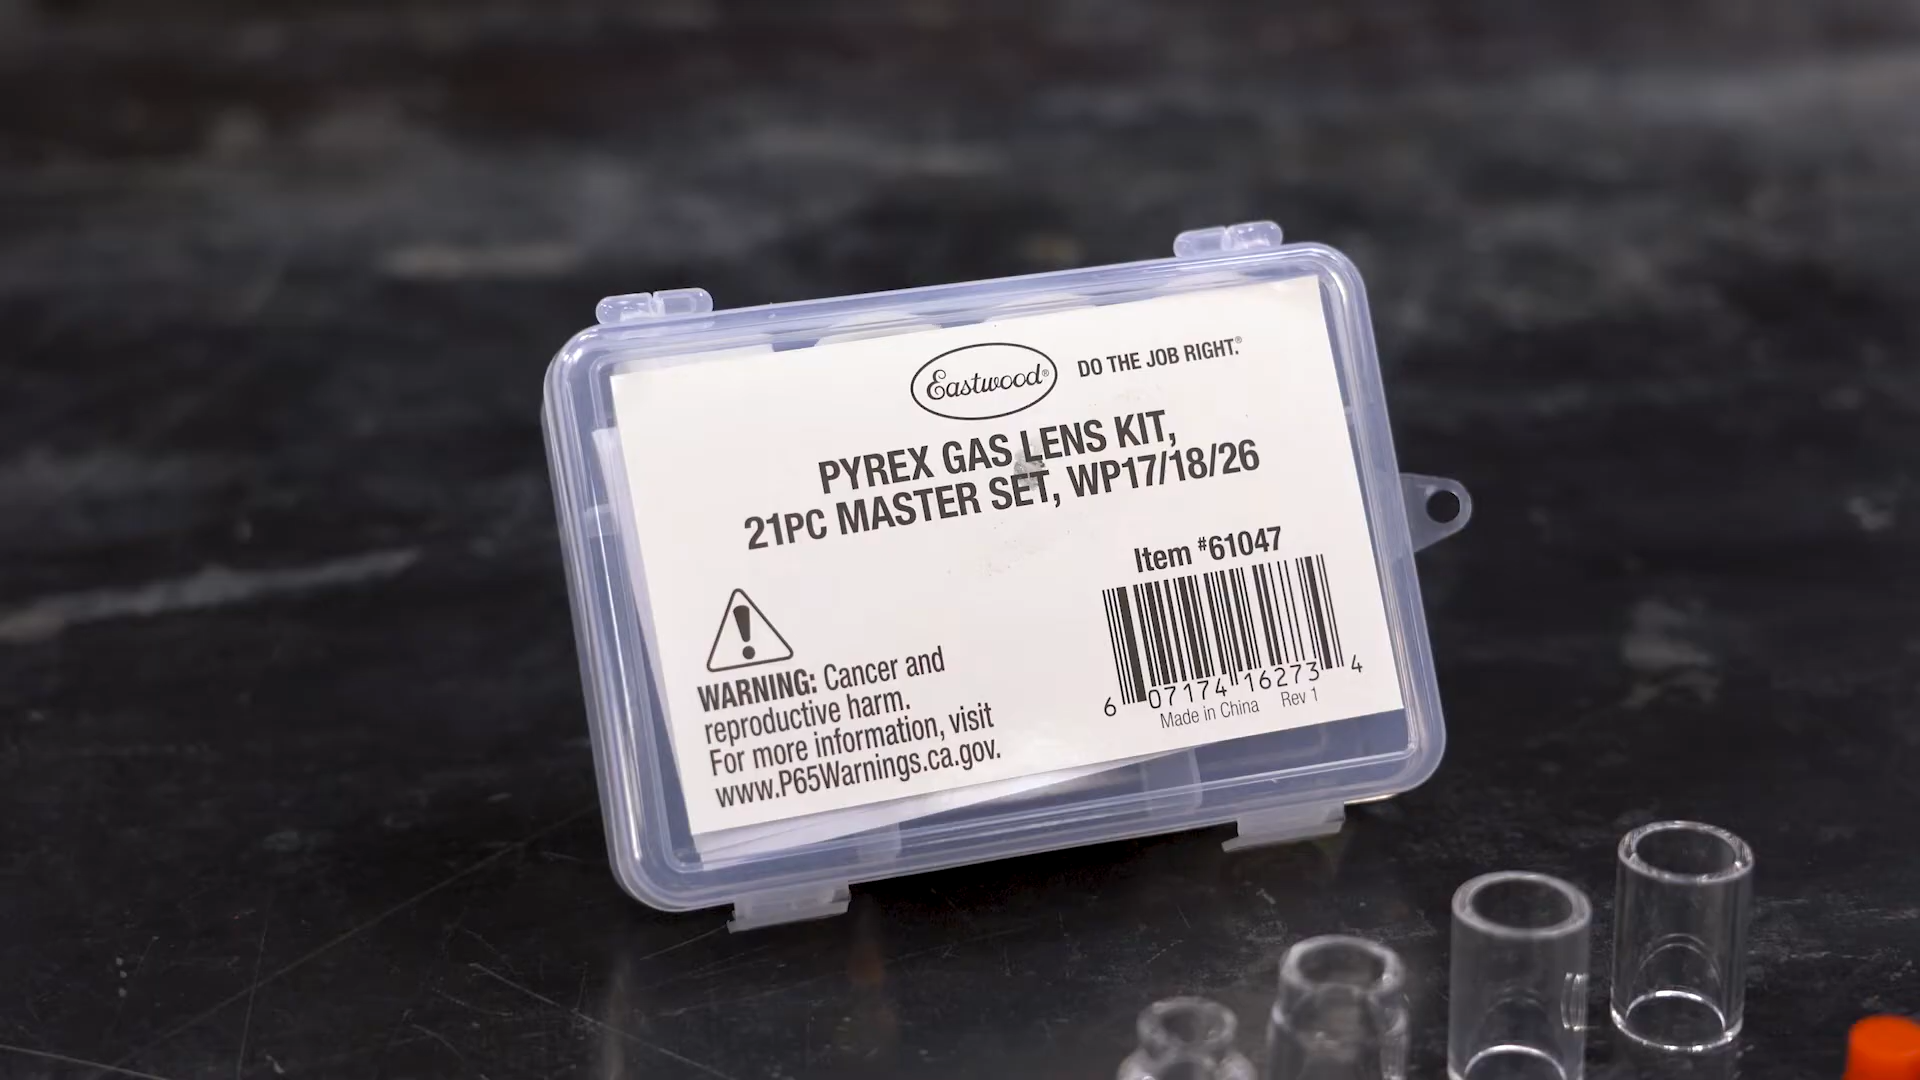 Eastwood® DO THE JOB RIGHT.®
PYREX GAS LENS KIT,
21PC MASTER SET, WP17/18/26
Item #61047
WARNING: Cancer and
reproductive harm.
For more information, visit
www.P65Warnings.ca.gov.
6 07174 16273 4
Made in China Rev 1